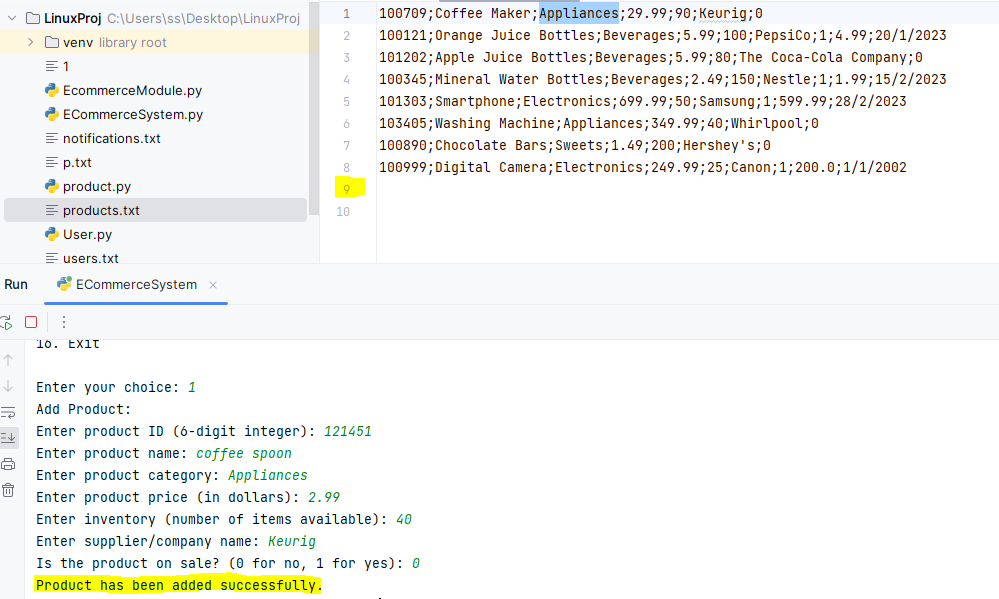 LinuxProj C:\Users\ss\Desktop\LinuxProj
venv library root
1
EcommerceModule.py
ECommerceSystem.py
notifications.txt
p.txt
product.py
products.txt
User.py
users.txt
1 100709;Coffee Maker;Appliances;29.99;90;Keurig;0
2 100121;Orange Juice Bottles;Beverages;5.99;100;PepsiCo;1;4.99;20/1/2023
3 101202;Apple Juice Bottles;Beverages;5.99;80;The Coca-Cola Company;0
4 100345;Mineral Water Bottles;Beverages;2.49;150;Nestle;1;1.99;15/2/2023
5 101303;Smartphone;Electronics;699.99;50;Samsung;1;599.99;28/2/2023
6 103405;Washing Machine;Appliances;349.99;40;Whirlpool;0
7 100890;Chocolate Bars;Sweets;1.49;200;Hershey's;0
8 100999;Digital Camera;Electronics;249.99;25;Canon;1;200.0;1/1/2002
9
10
Run ECommerceSystem
16. Exit
Enter your choice: 1
Add Product:
Enter product ID (6-digit integer): 121451
Enter product name: coffee spoon
Enter product category: Appliances
Enter product price (in dollars): 2.99
Enter inventory (number of items available): 40
Enter supplier/company name: Keurig
Is the product on sale? (0 for no, 1 for yes): 0
Product has been added successfully.